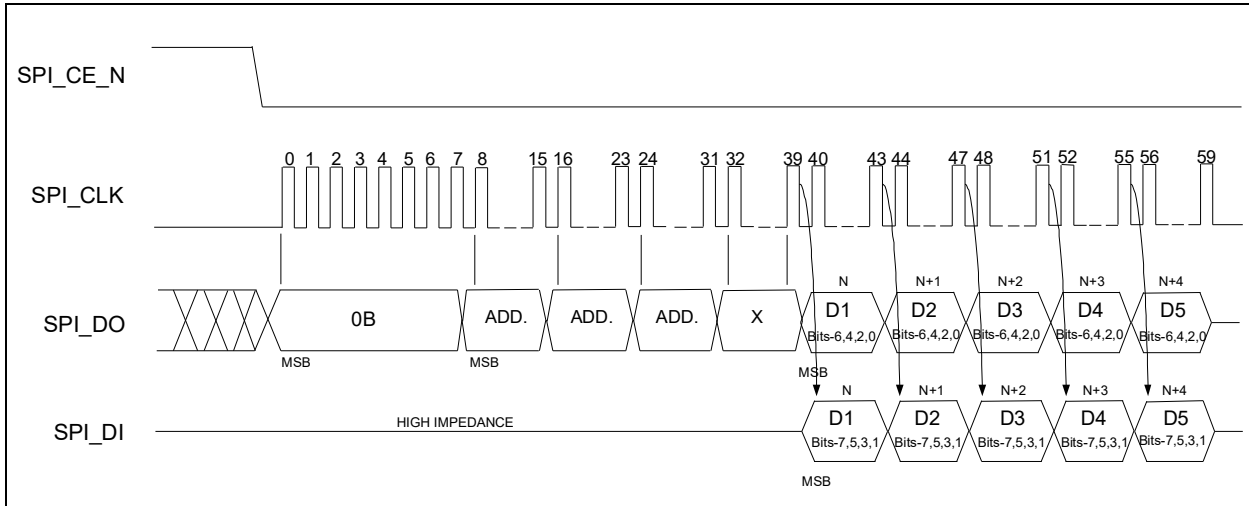 SPI_CE_N
0 1 2 3 4 5 6 7 8 15 16 23 24 31 32 39 40 43 44 47 48 51 52 55 56 59
SPI_CLK
N N+1 N+2 N+3 N+4
SPI_DO 0B ADD. ADD. ADD. X D1 D2 D3 D4 D5
Bits-6,4,2,0 Bits-6,4,2,0 Bits-6,4,2,0 Bits-6,4,2,0 Bits-6,4,2,0
MSB MSB MSB
N N+1 N+2 N+3 N+4
SPI_DI HIGH IMPEDANCE D1 D2 D3 D4 D5
Bits-7,5,3,1 Bits-7,5,3,1 Bits-7,5,3,1 Bits-7,5,3,1 Bits-7,5,3,1
MSB